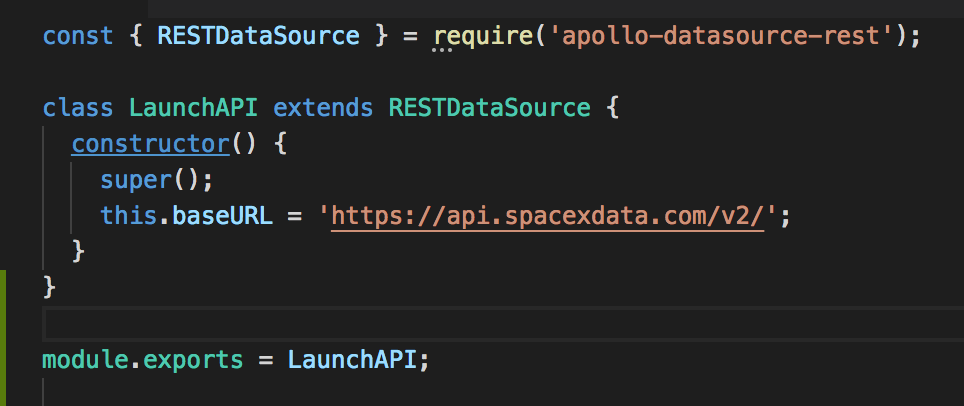 const { RESTDataSource } = require('apollo-datasource-rest');
class LaunchAPI extends RESTDataSource {
constructor() {
super();
this.baseURL = 'https://api.spacexdata.com/v2/';
}
}
module.exports = LaunchAPI;